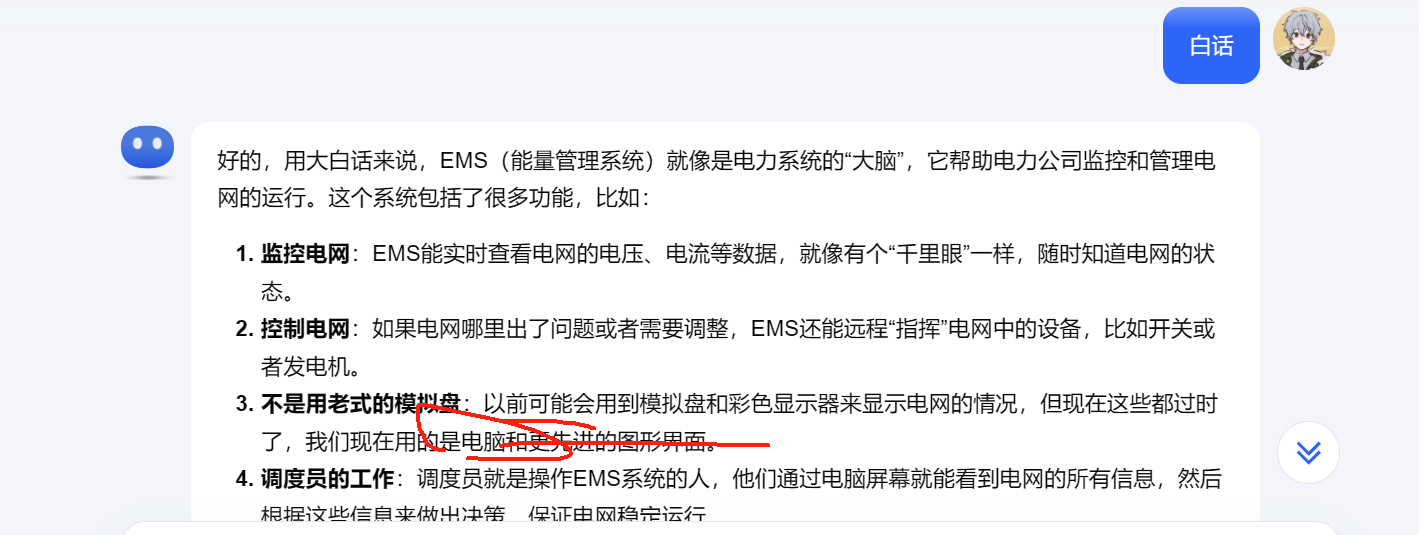 白话
好的，用大白话来说，EMS（能量管理系统）就像是电力系统的“大脑”，它帮助电力公司监控和管理电
网的运行。这个系统包括了很多功能，比如：
1. 监控电网：EMS能实时查看电网的电压、电流等数据，就像有个“千里眼”一样，随时知道电网的状
态。
2. 控制电网：如果电网哪里出了问题或者需要调整，EMS还能远程“指挥”电网中的设备，比如开关或
者发电机。
3. 不是用老式的模拟盘：以前可能会用到模拟盘和彩色显示器来显示电网的情况，但现在这些都过时
了，我们现在用的是电脑和更先进的图形界面。
4. 调度员的工作：调度员就是操作EMS系统的人，他们通过电脑屏幕就能看到电网的所有信息，然后
根据这些信息来做出决策，保证电网稳定运行